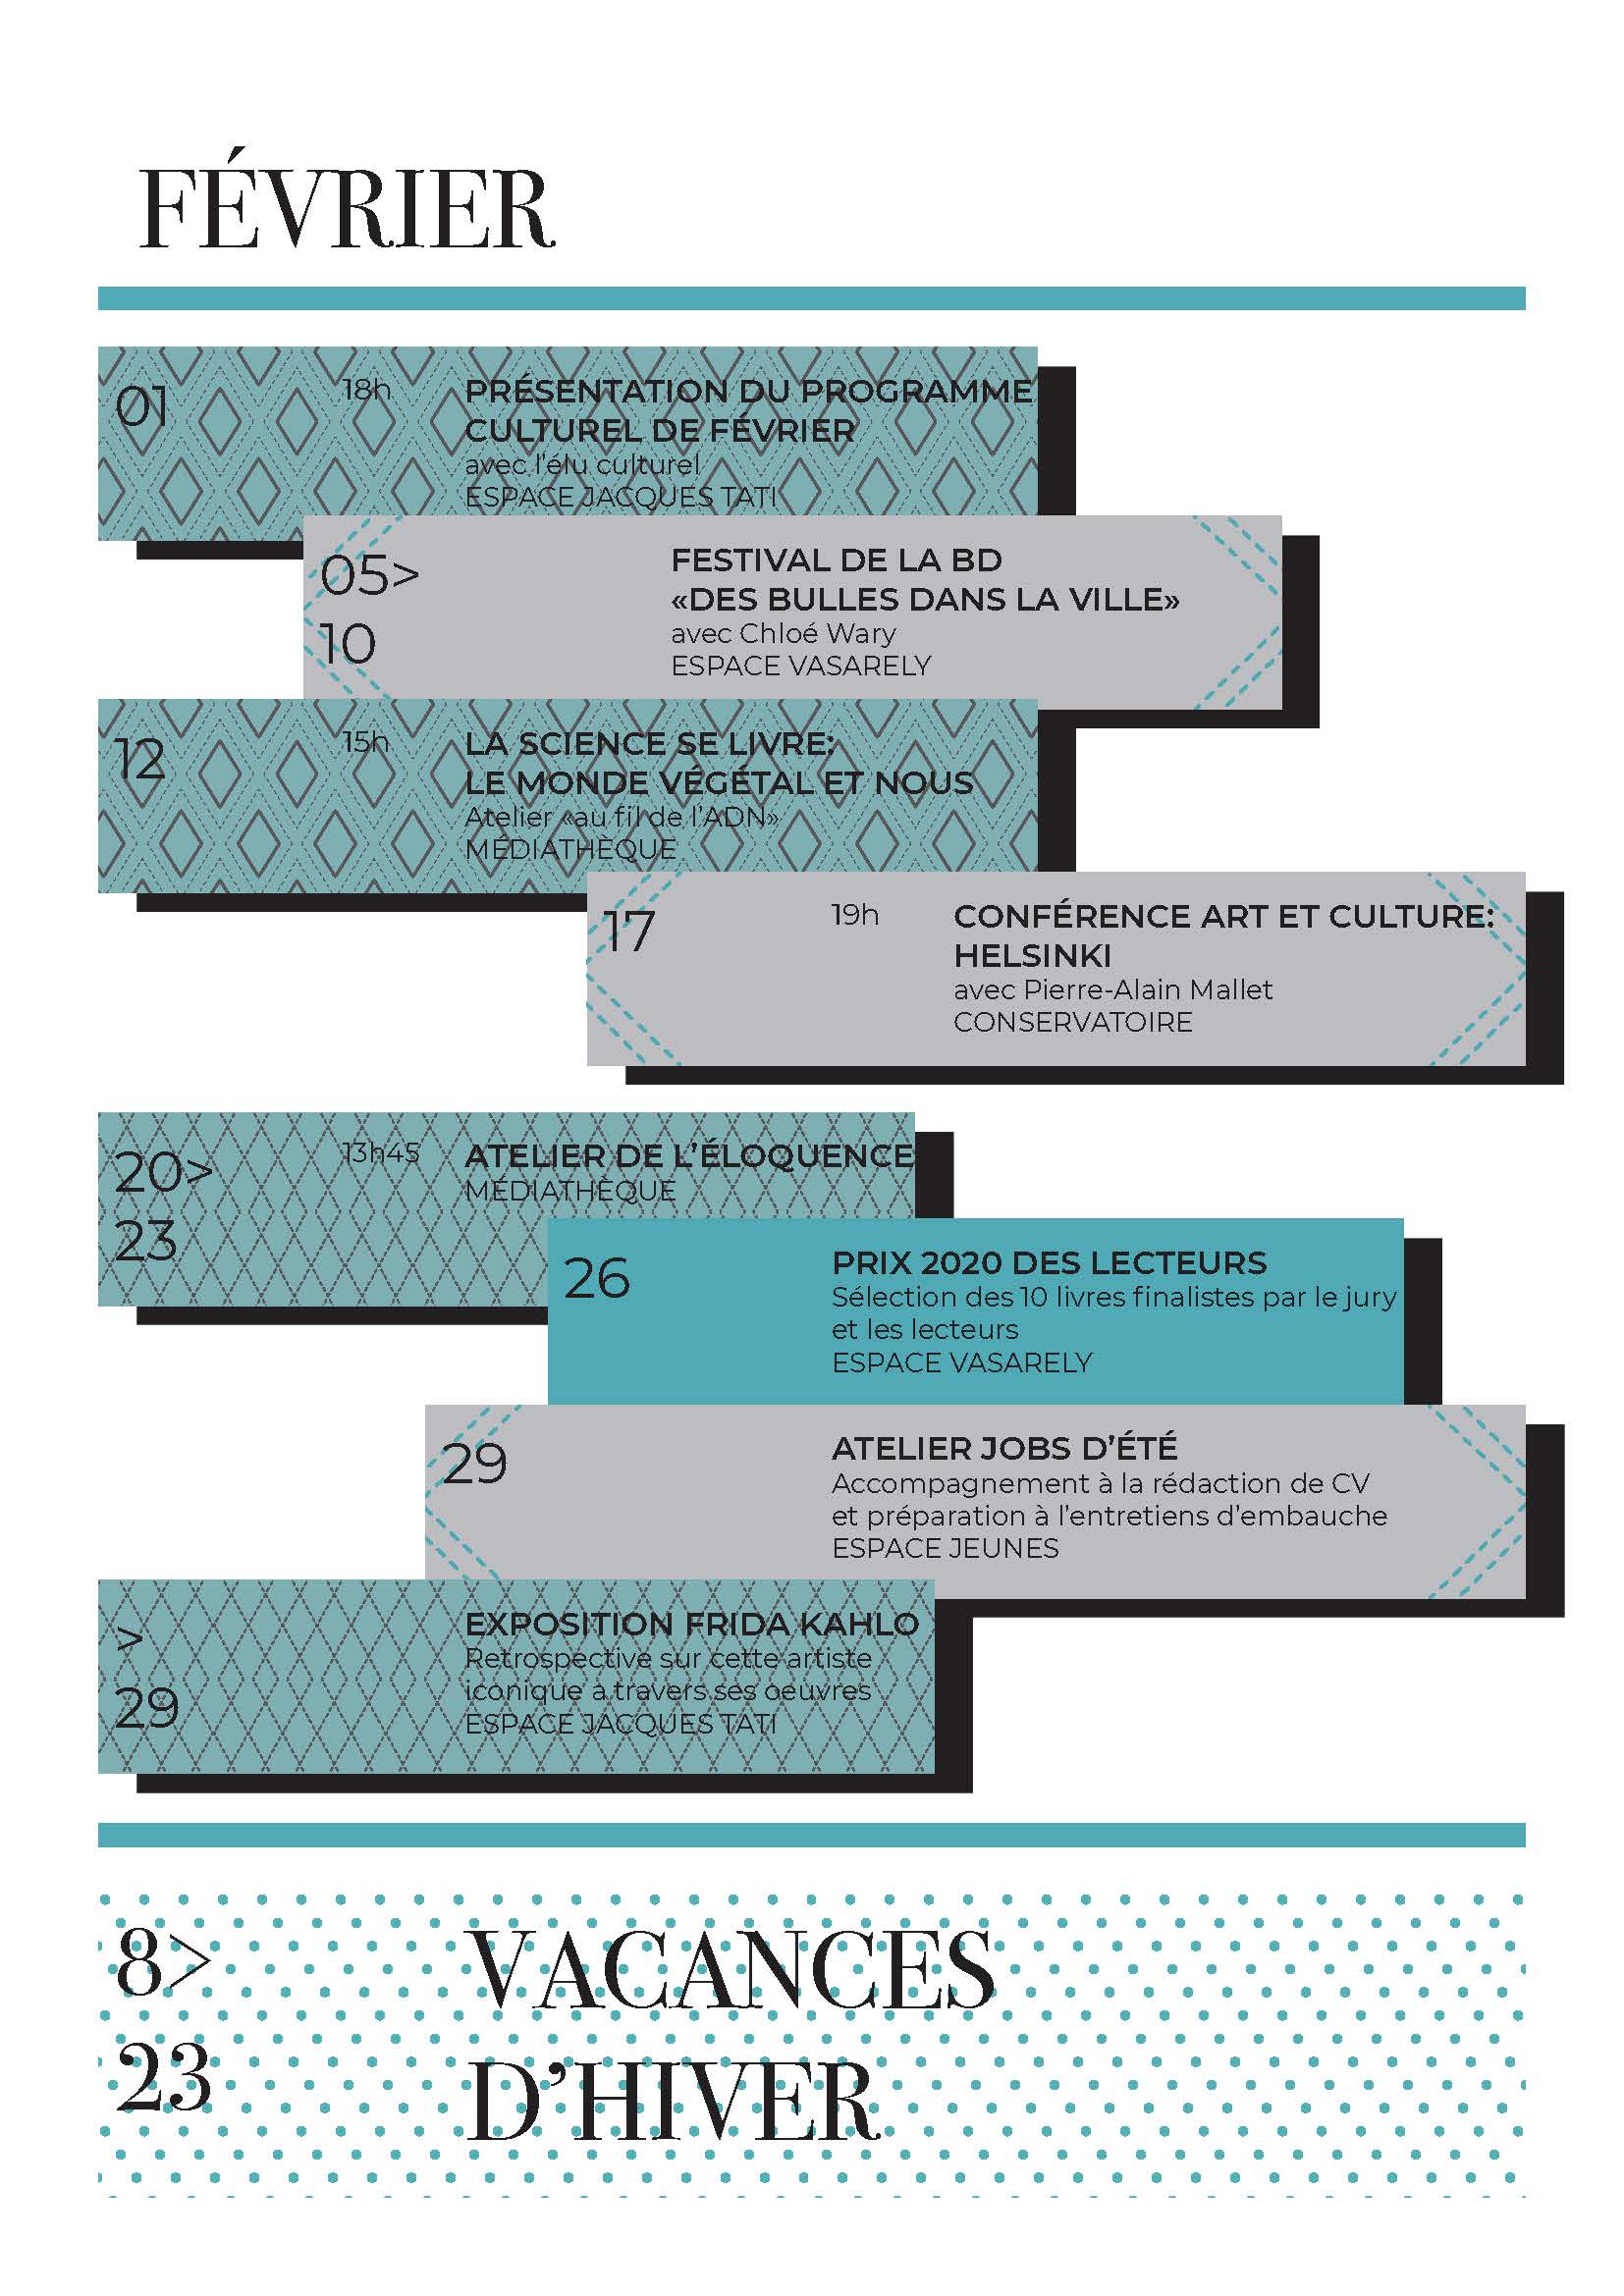 FÉVRIER
01
18h
PRÉSENTATION DU PROGRAMME
CULTUREL DE FÉVRIER
avec l'élu culturel
ESPACE JACQUES TATI
05>
10
FESTIVAL DE LA BD
«DES BULLES DANS LA VILLE»
avec Chloé Wary
ESPACE VASARELY
12
15h
LA SCIENCE SE LIVRE:
LE MONDE VÉGÉTAL ET NOUS
Atelier «au fil de l'ADN»
MÉDIATHÈQUE
17
19h
CONFÉRENCE ART ET CULTURE:
HELSINKI
avec Pierre-Alain Mallet
CONSERVATOIRE
20>
23
13h45
ATELIER DE L'ÉLOQUENCE
MÉDIATHÈQUE
26
PRIX 2020 DES LECTEURS
Sélection des 10 livres finalistes par le jury
et les lecteurs
ESPACE VASARELY
29
ATELIER JOBS D'ÉTÉ
Accompagnement à la rédaction de CV
et préparation à l'entretiens d'embauche
ESPACE JEUNES
>
29
EXPOSITION FRIDA KAHLO
Retrospective sur cette artiste
iconique à travers ses oeuvres
ESPACE JACQUES TATI
8>
23
VACANCES
D'HIVER